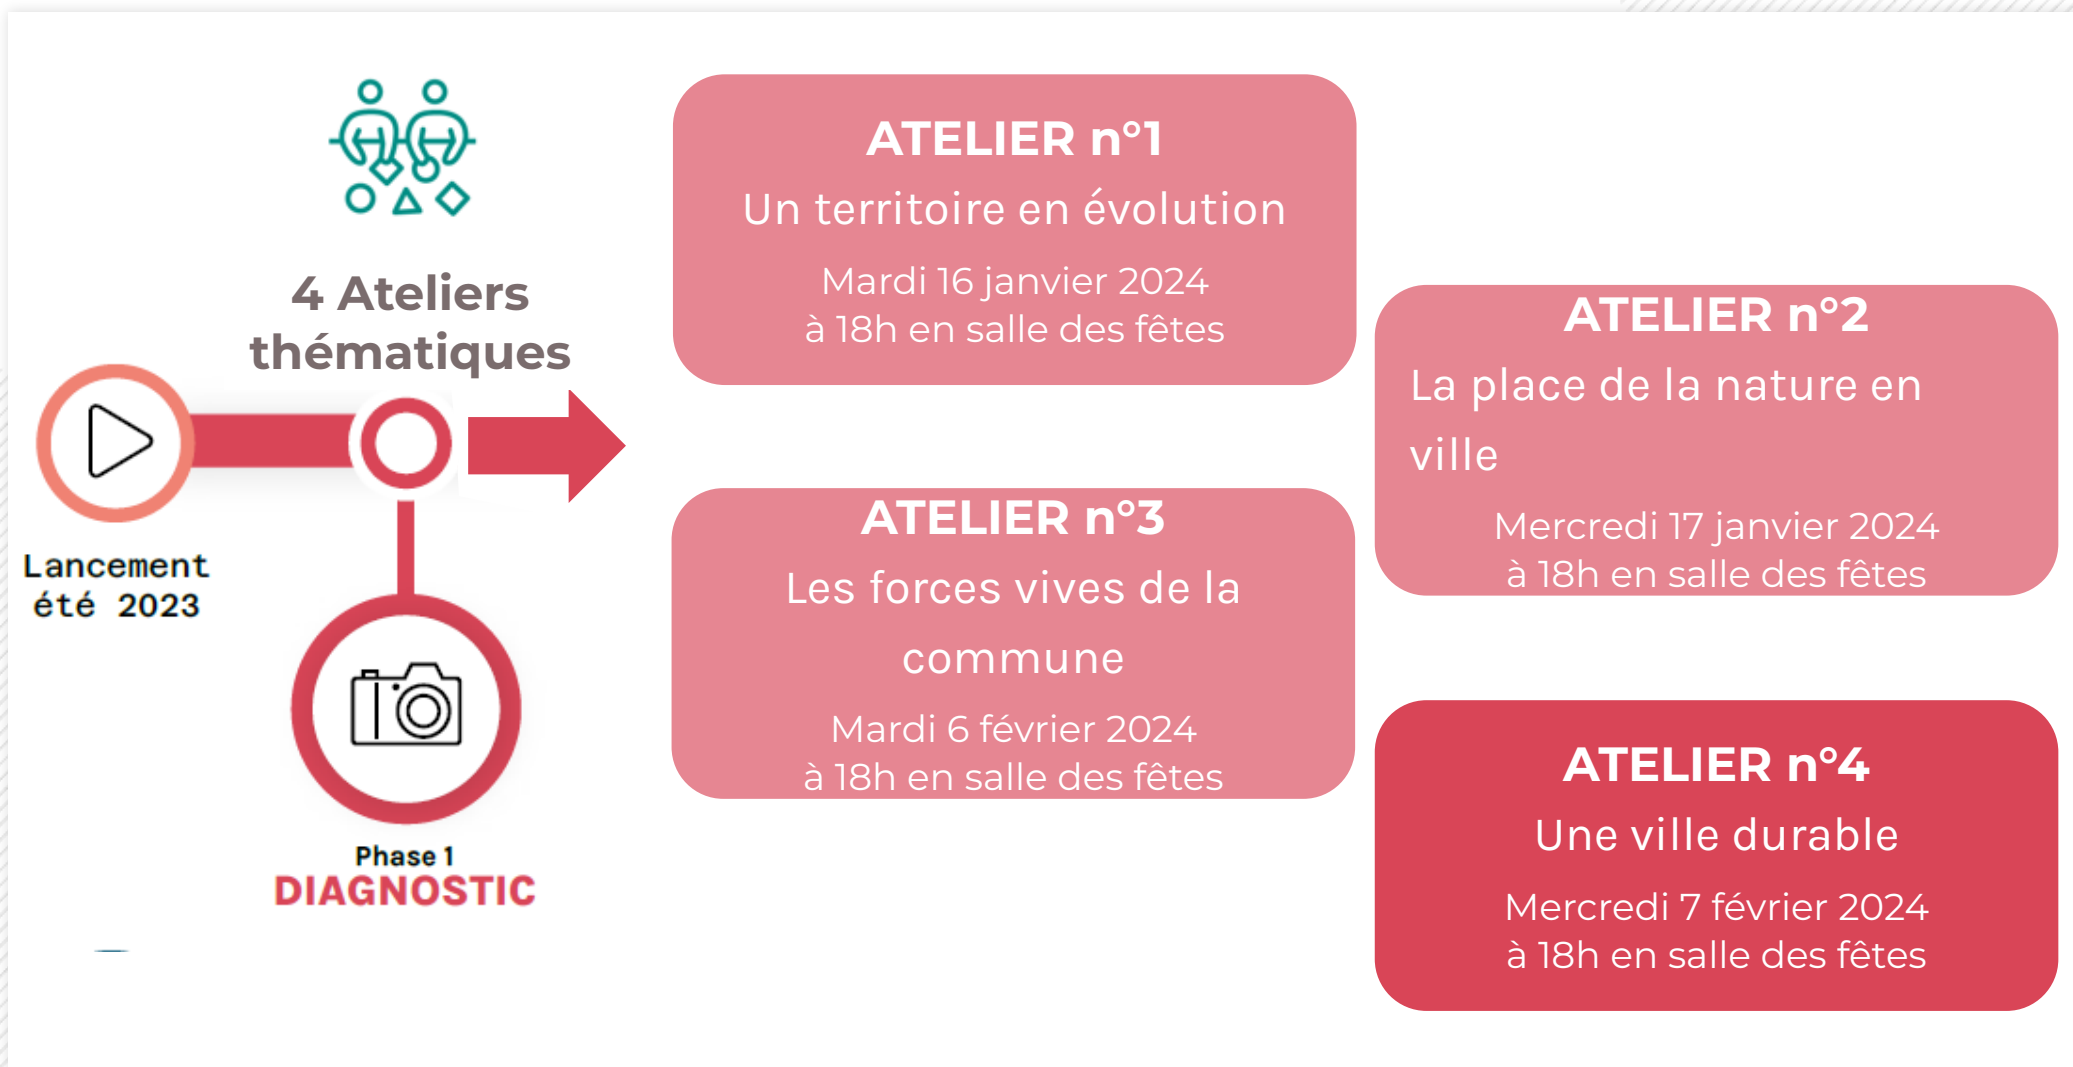 4 Ateliers
thématiques
Lancement
été 2023
Phase 1
DIAGNOSTIC
ATELIER n°1
Un territoire en évolution
Mardi 16 janvier 2024
à 18h en salle des fêtes
ATELIER n°2
La place de la nature en
ville
Mercredi 17 janvier 2024
à 18h en salle des fêtes
ATELIER n°3
Les forces vives de la
commune
Mardi 6 février 2024
à 18h en salle des fêtes
ATELIER n°4
Une ville durable
Mercredi 7 février 2024
à 18h en salle des fêtes